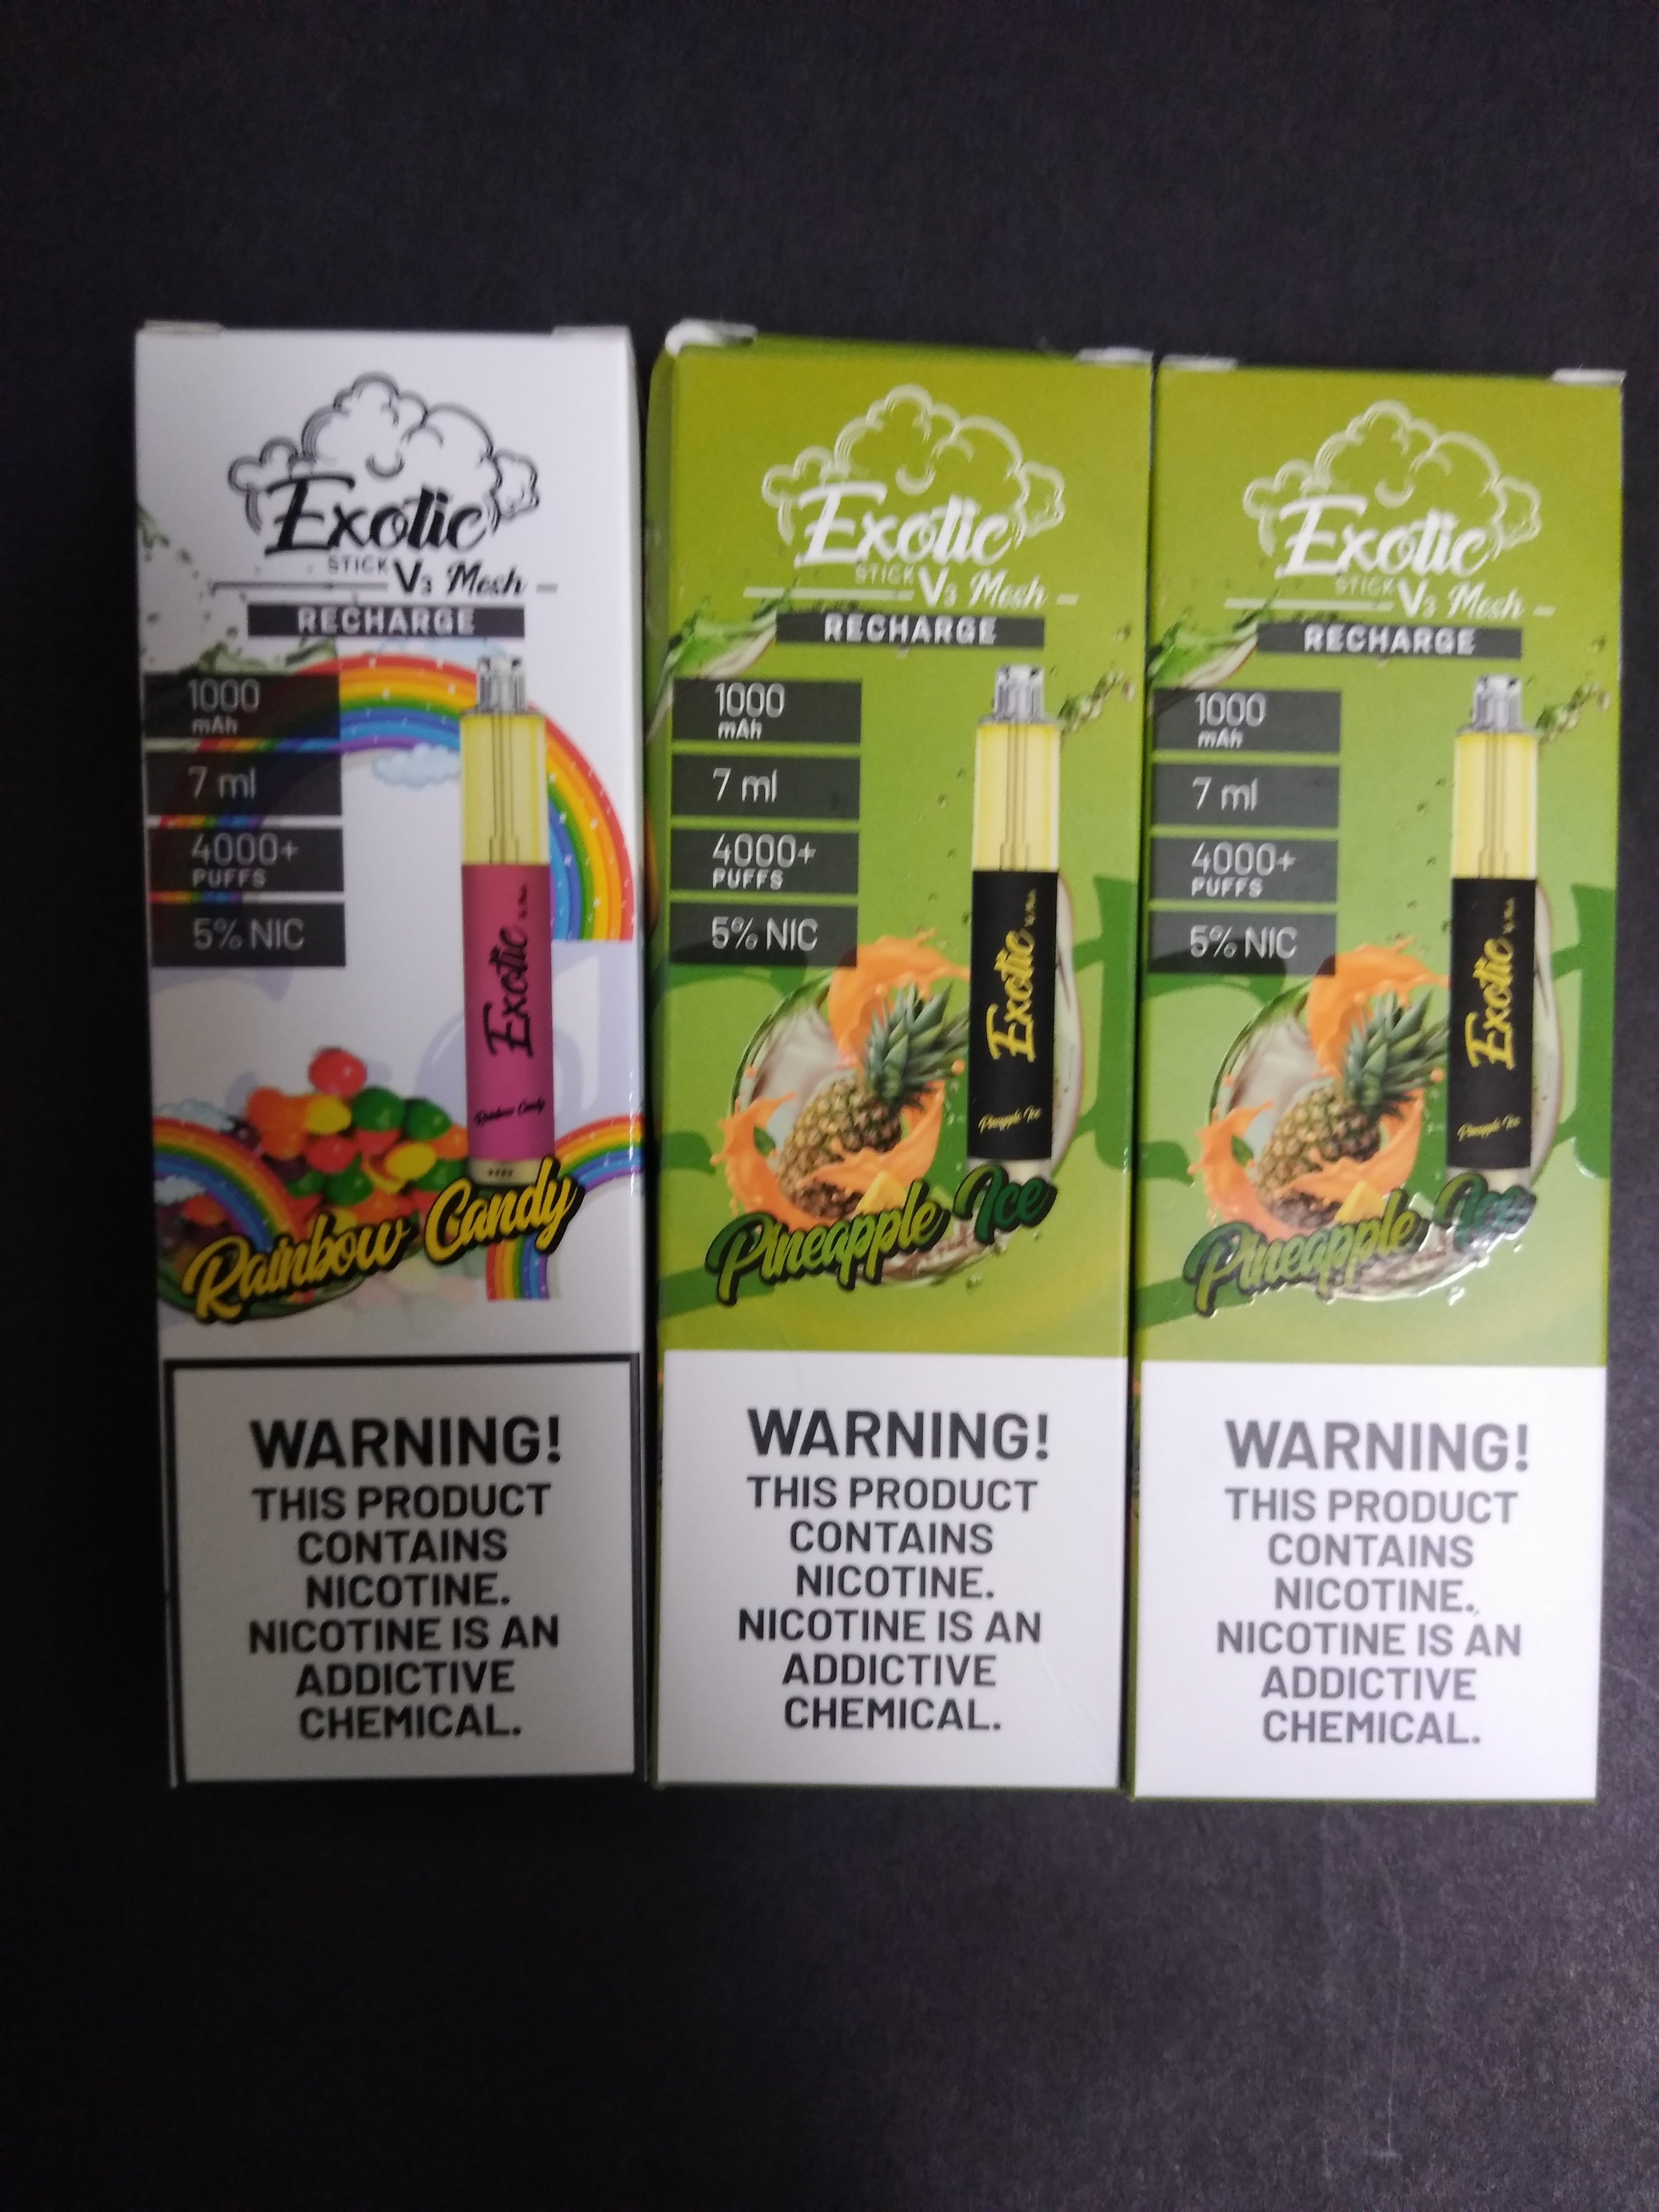 Exotic
STICK V3 Mesh
RECHARGE
1000
mAh
7 ml
4000+
PUFFS
5% NIC
Exotic
Rainbow Candy
Rainbow Candy
WARNING!
THIS PRODUCT
CONTAINS
NICOTINE.
NICOTINE IS AN
ADDICTIVE
CHEMICAL.
Exotic
STICK V3 Mesh
RECHARGE
1000
mAh
7 ml
4000+
PUFFS
5% NIC
Exotic
Pineapple Ice
Pineapple Ice
WARNING!
THIS PRODUCT
CONTAINS
NICOTINE.
NICOTINE IS AN
ADDICTIVE
CHEMICAL.
Exotic
STICK V3 Mesh
RECHARGE
1000
mAh
7 ml
4000+
PUFFS
5% NIC
Exotic
Pineapple Ice
Pineapple Ice
WARNING!
THIS PRODUCT
CONTAINS
NICOTINE.
NICOTINE IS AN
ADDICTIVE
CHEMICAL.